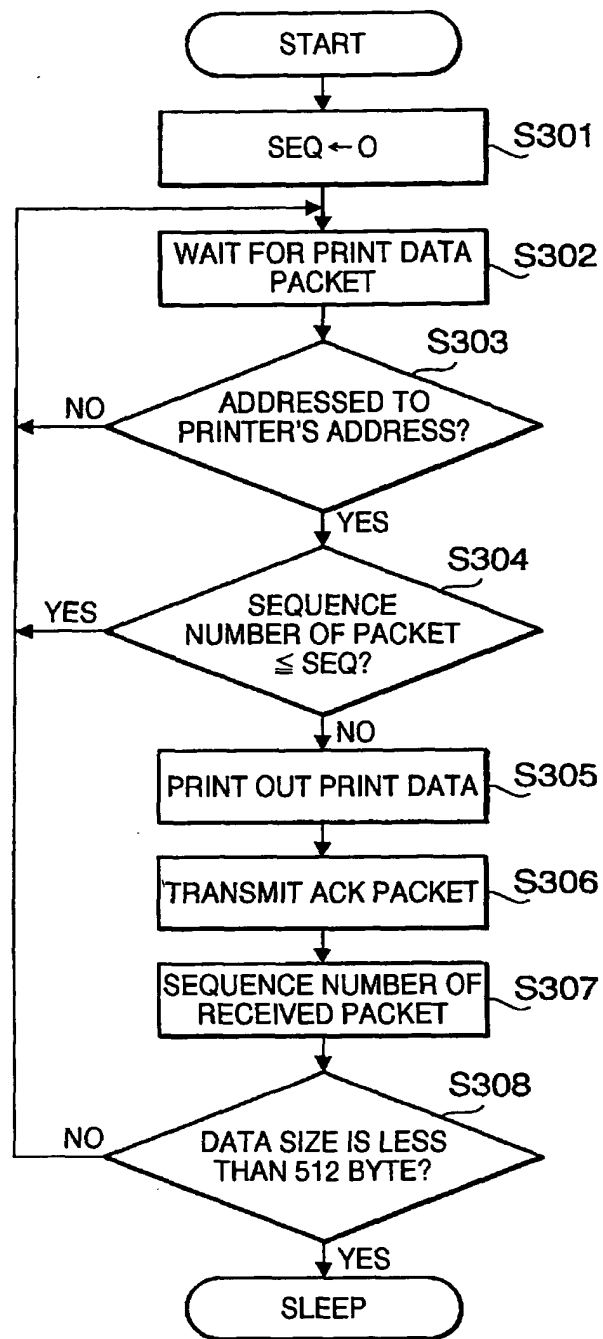 START
SEQ ← O
S301
WAIT FOR PRINT DATA
PACKET
S302
S303
ADDRESSED TO
PRINTER'S ADDRESS?
NO
YES
S304
SEQUENCE
NUMBER OF PACKET
≦ SEQ?
YES
NO
PRINT OUT PRINT DATA
S305
TRANSMIT ACK PACKET
S306
SEQUENCE NUMBER OF
RECEIVED PACKET
S307
S308
DATA SIZE IS LESS
THAN 512 BYTE?
NO
YES
SLEEP